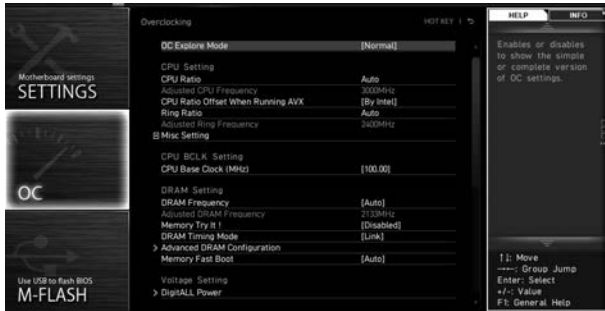 Overclocking
HOT KEY
HELP
INFO
OC Explore Mode [Normal]
CPU Setting
CPU Ratio Auto
Adjusted CPU Frequency 3000MHz
CPU Ratio Offset When Running AVX [By Intel]
Ring Ratio Auto
Adjusted Ring Frequency 2400MHz
Misc Setting
CPU BCLK Setting
CPU Base Clock (MHz) [100.00]
DRAM Setting
DRAM Frequency [Auto]
Adjusted DRAM Frequency 2133MHz
Memory Try It ! [Disabled]
DRAM Timing Mode [Link]
> Advanced DRAM Configuration
Memory Fast Boot [Auto]
Voltage Setting
> DigitALL Power
Motherboard settings
SETTINGS
OC
Use USB to flash BIOS
M-FLASH
Enables or disables
to show the simple
or complete version
of OC settings.
↑↓: Move
→←: Group Jump
Enter: Select
+/-: Value
F1: General Help